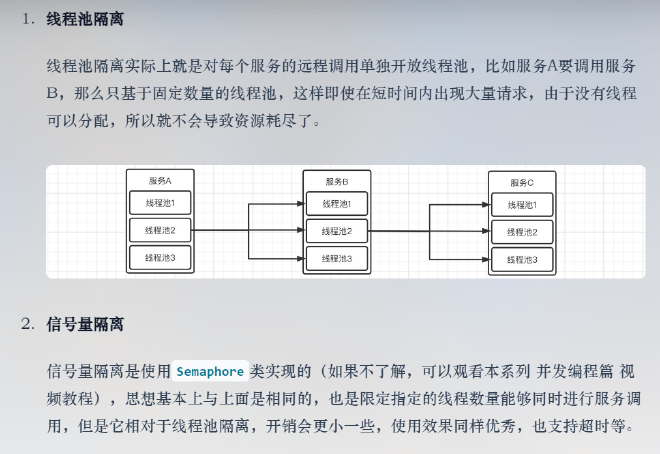 1. 线程池隔离
线程池隔离实际上就是对每个服务的远程调用单独开放线程池，比如服务A要调用服务
B，那么只基于固定数量的线程池，这样即使在短时间内出现大量请求，由于没有线程
可以分配，所以就不会导致资源耗尽了。
服务A
线程池1
线程池2
线程池3
服务B
线程池1
线程池2
线程池3
服务C
线程池1
线程池2
线程池3
2. 信号量隔离
信号量隔离是使用 Semaphore 类实现的（如果不了解，可以观看本系列 并发编程篇 视
频教程），思想基本上与上面是相同的，也是限定指定的线程数量能够同时进行服务调
用，但是它相对于线程池隔离，开销会更小一些，使用效果同样优秀，也支持超时等。